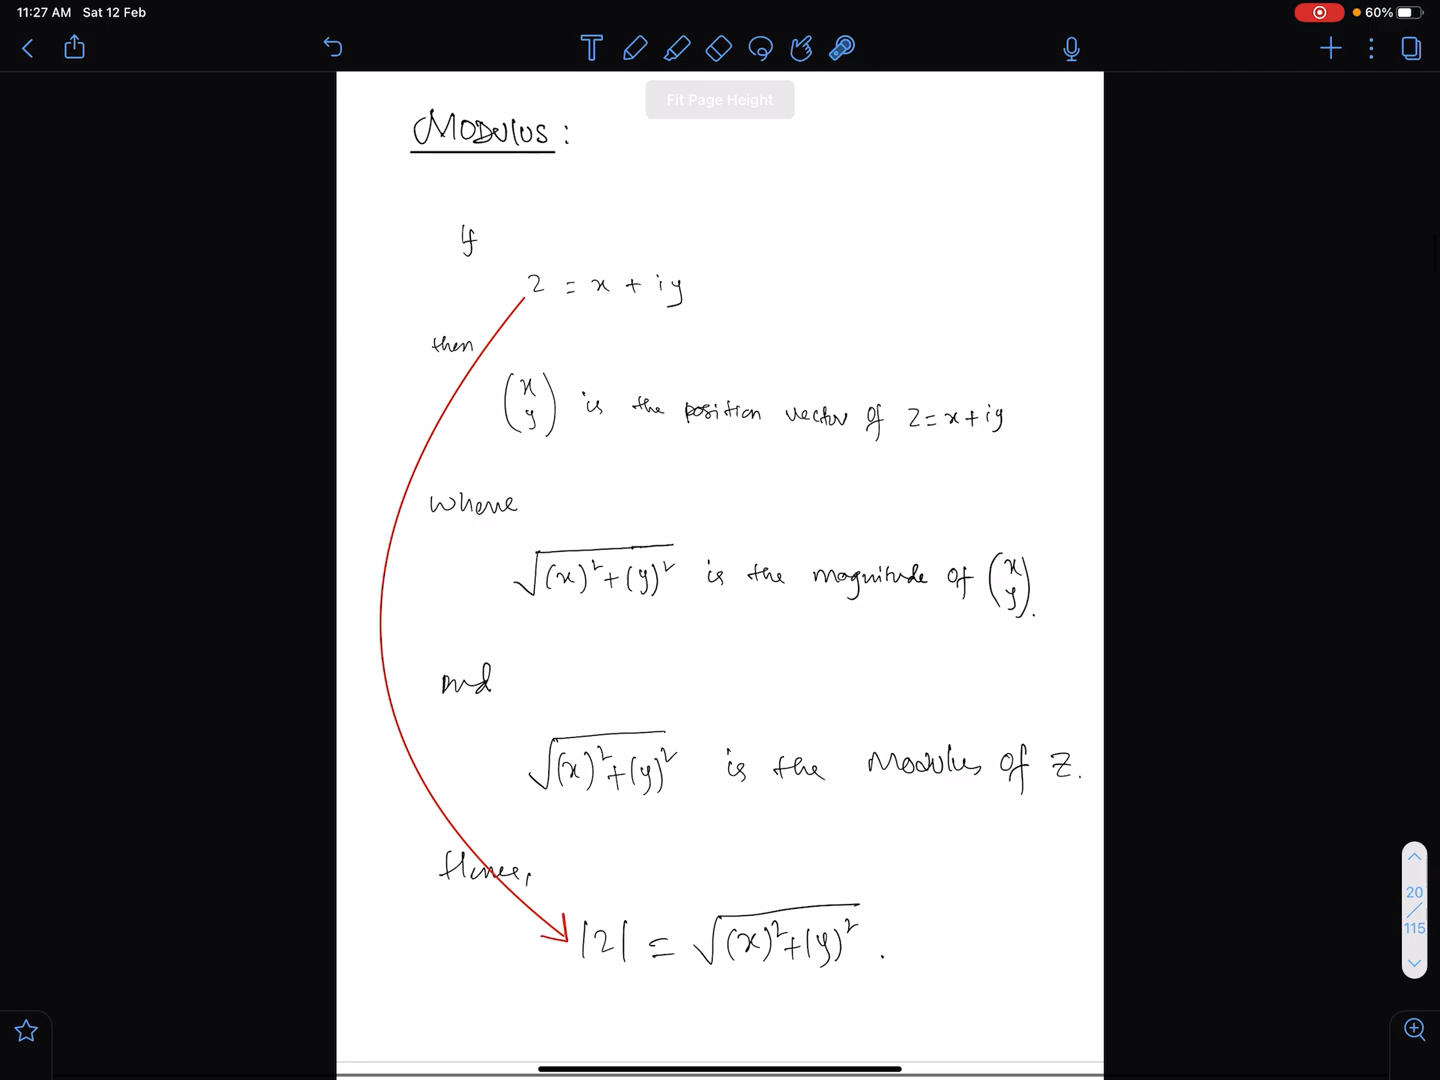 11:27 AM Sat 12 Feb
60%
Fit Page Height
Modulus:
If
z = x + iy
then
(x y) is the position vector of z = x + iy
where
√(x)²+(y)² is the magnitude of (x y).
and
√(x)²+(y)² is the Modulus of z.
Hence,
|z| = √(x)²+(y)².
20
/
115